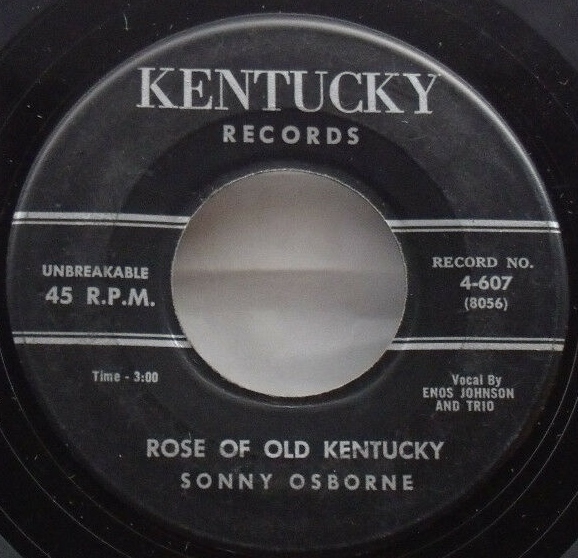 KENTUCKY
RECORDS
UNBREAKABLE
45 R.P.M.
RECORD NO.
4-607
(8056)
Time - 3:00
Vocal By
ENOS JOHNSON
AND TRIO
ROSE OF OLD KENTUCKY
SONNY OSBORNE